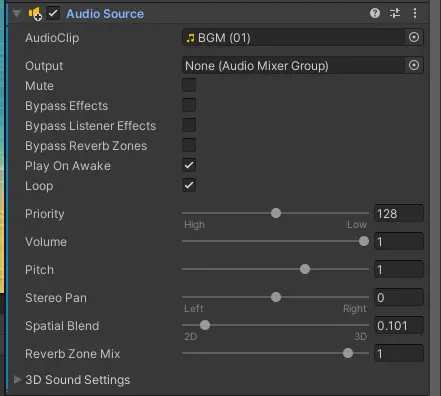 Audio Source
AudioClip BGM (01)
Output None (Audio Mixer Group)
Mute
Bypass Effects
Bypass Listener Effects
Bypass Reverb Zones
Play On Awake
Loop
Priority 128
High Low
Volume 1
Pitch 1
Stereo Pan 0
Left Right
Spatial Blend 0.101
2D 3D
Reverb Zone Mix 1
3D Sound Settings